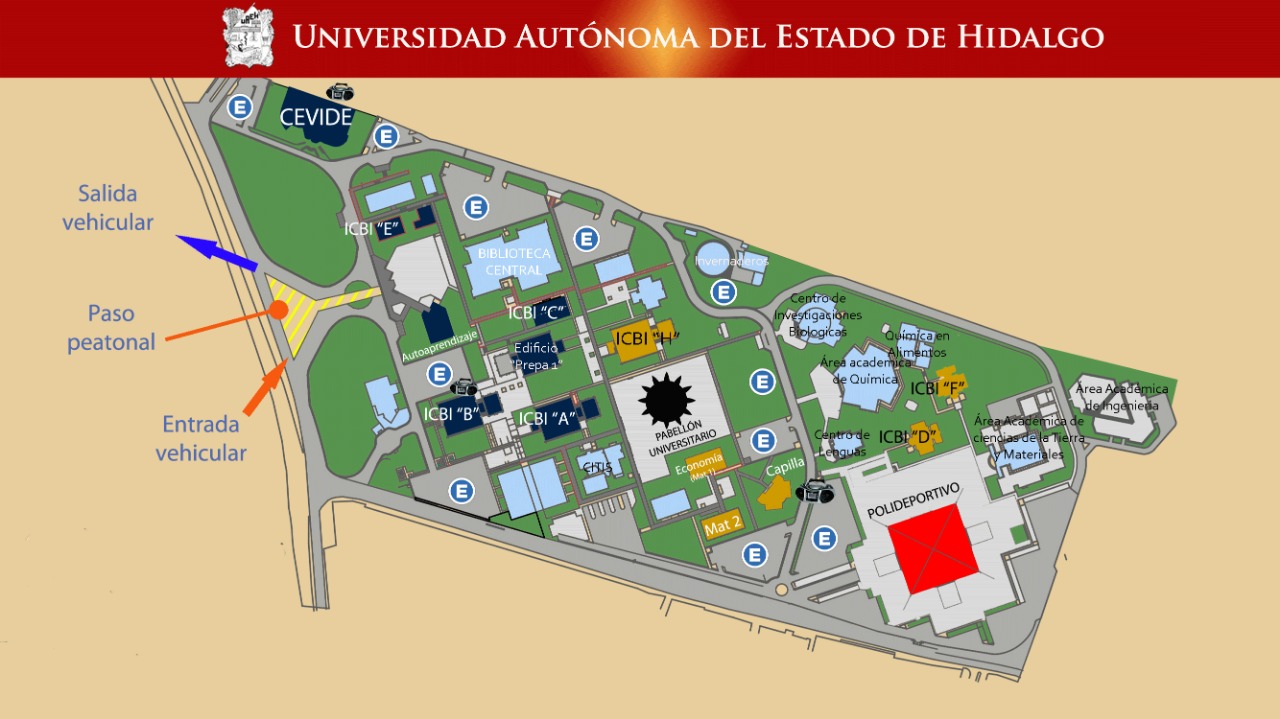 UNIVERSIDAD AUTÓNOMA DEL ESTADO DE HIDALGO
E
CEVIDE
E
Salida
vehicular
ICBI "E"
E
E
BIBLIOTECA
CENTRAL
Invernaderos
E
Paso
peatonal
ICBI "C"
Autoaprendizaje
Edificio
"Prepa 1"
ICBI "H"
Centro de
Investigaciones
Biologicas
Química en
Alimentos
Área academica
de Química
ICBI "F"
Área Académica
de Ingeniería
E
E
Entrada
vehicular
ICBI "B"
ICBI "A"
PABELLÓN
UNIVERSITARIO
E
Centro de
Lenguas
ICBI "D"
Área Académica de
ciencias de la Tierra
y Materiales
CITIS
Economía
(Mat 1)
Capilla
E
POLIDEPORTIVO
Mat 2
E
E